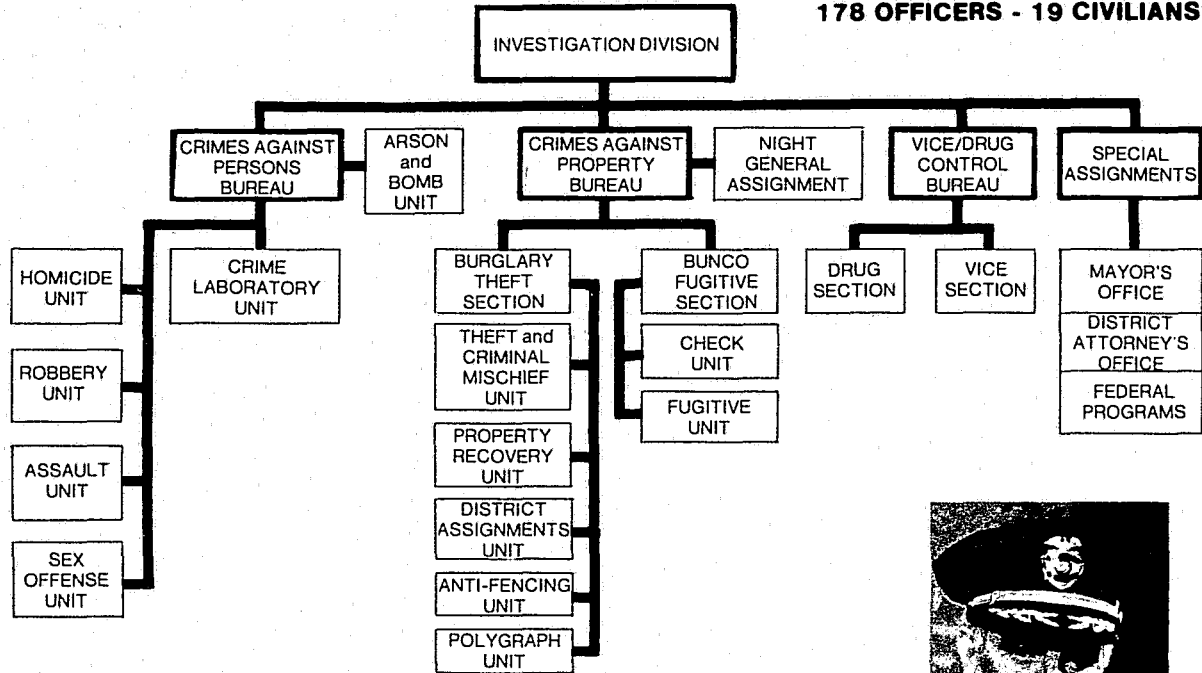 178 OFFICERS - 19 CIVILIANS
INVESTIGATION DIVISION
CRIMES AGAINST
PERSONS
BUREAU
ARSON
and
BOMB
UNIT
CRIMES AGAINST
PROPERTY
BUREAU
NIGHT
GENERAL
ASSIGNMENT
VICE/DRUG
CONTROL
BUREAU
SPECIAL
ASSIGNMENTS
HOMICIDE
UNIT
CRIME
LABORATORY
UNIT
ROBBERY
UNIT
ASSAULT
UNIT
SEX
OFFENSE
UNIT
BURGLARY
THEFT
SECTION
THEFT and
CRIMINAL
MISCHIEF
UNIT
PROPERTY
RECOVERY
UNIT
DISTRICT
ASSIGNMENTS
UNIT
ANTI-FENCING
UNIT
POLYGRAPH
UNIT
BUNCO
FUGITIVE
SECTION
CHECK
UNIT
FUGITIVE
UNIT
DRUG
SECTION
VICE
SECTION
MAYOR'S
OFFICE
DISTRICT
ATTORNEY'S
OFFICE
FEDERAL
PROGRAMS